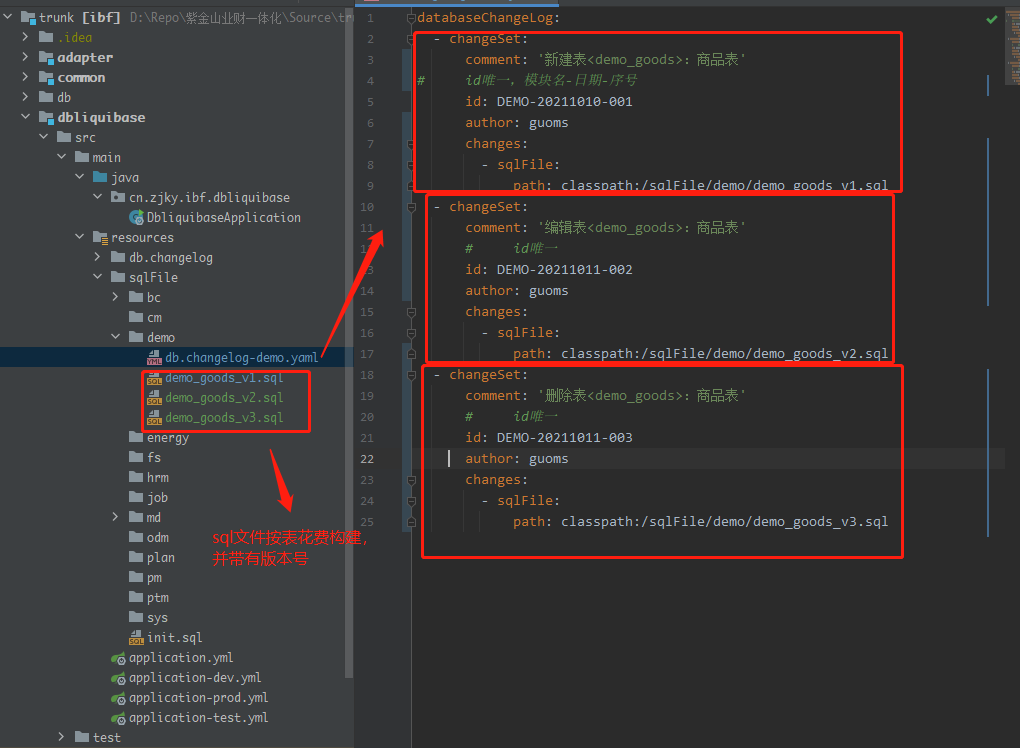 trunk [ibf] D:\Repo\紫金山业财一体化\Source\tru
.idea
adapter
common
db
dbliquibase
src
main
java
cn.zjky.ibf.dbliquibase
DbliquibaseApplication
resources
db.changelog
sqlFile
bc
cm
demo
db.changelog-demo.yaml
demo_goods_v1.sql
demo_goods_v2.sql
demo_goods_v3.sql
energy
fs
hrm
job
md
odm
plan
pm
ptm
sys
init.sql
application.yml
application-dev.yml
application-prod.yml
application-test.yml
test
sql文件按表花费构建,
并带有版本号
1 databaseChangeLog:
2 - changeSet:
3 comment: '新建表<demo_goods>: 商品表'
4 # id唯一, 模块名-日期-序号
5 id: DEMO-20211010-001
6 author: guoms
7 changes:
8 - sqlFile:
9 path: classpath:/sqlFile/demo/demo_goods_v1.sql
10 - changeSet:
11 comment: '编辑表<demo_goods>: 商品表'
12 # id唯一
13 id: DEMO-20211011-002
14 author: guoms
15 changes:
16 - sqlFile:
17 path: classpath:/sqlFile/demo/demo_goods_v2.sql
18 - changeSet:
19 comment: '删除表<demo_goods>: 商品表'
20 # id唯一
21 id: DEMO-20211011-003
22 author: guoms
23 changes:
24 - sqlFile:
25 path: classpath:/sqlFile/demo/demo_goods_v3.sql